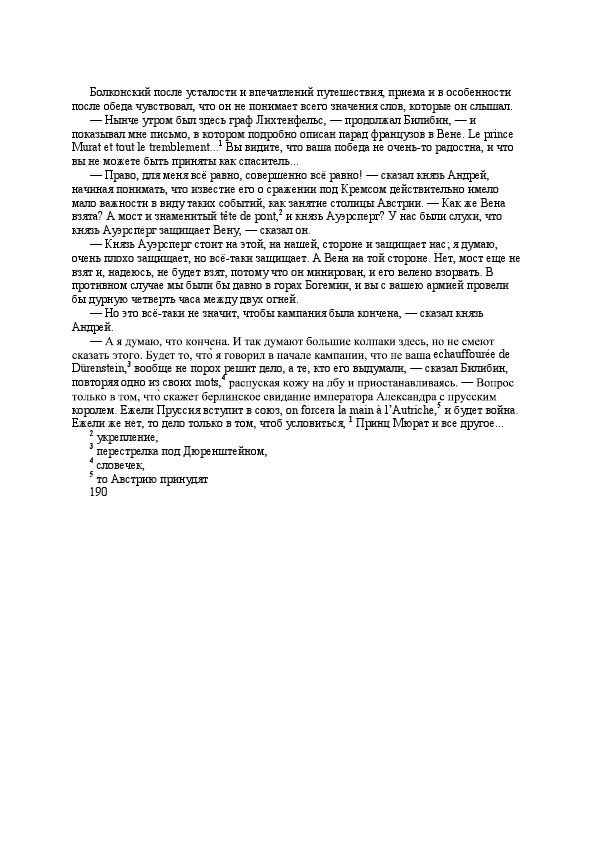 Болконский после усталости и впечатлений путешествия, приема и в особенности
после обеда чувствовал, что он не понимает всего значения слов, которые он слышал.
— Нынче утром был здесь граф Лихтенфельс, — продолжал Билибин, — и
показывал мне письмо, в котором подробно описан парад французов в Вене. Le prince
Murat et tout le tremblement...1 Вы видите, что ваша победа не очень-то радостна, и что
вы не можете быть приняты как спаситель...
— Право, для меня всё равно, совершенно всё равно! — сказал князь Андрей,
начиная понимать, что известие его о сражении под Кремсом действительно имело
мало важности в виду таких событий, как занятие столицы Австрии. — Как же Вена
взята? А мост и знаменитый tête de pont,2 и князь Ауэрсперг? У нас были слухи, что
князь Ауэрсперг защищает Вену, — сказал он.
— Князь Ауэрсперг стоит на этой, на нашей, стороне и защищает нас; я думаю,
очень плохо защищает, но всё-таки защищает. А Вена на той стороне. Нет, мост еще не
взят и, надеюсь, не будет взят, потому что он минирован, и его велено взорвать. В
противном случае мы были бы давно в горах Богемии, и вы с вашею армией провели
бы дурную четверть часа между двух огней.
— Но это всё-таки не значит, чтобы кампания была кончена, — сказал князь
Андрей.
— А я думаю, что кончена. И так думают большие колпаки здесь, но не смеют
сказать этого. Будет то, что̀ я говорил в начале кампании, что не ваша echauffourée de
Dürenstein,3 вообще не порох решит дело, а те, кто его выдумали, — сказал Билибин,
повторяя одно из своих mots,4 распуская кожу на лбу и приостанавливаясь. — Вопрос
только в том, что̀ скажет берлинское свидание императора Александра с прусским
королем. Ежели Пруссия вступит в союз, on forcera la main à l'Autriche,5 и будет война.
Ежели же нет, то дело только в том, чтоб условиться, 1 Принц Мюрат и все другое...
2 укрепление,
3 перестрелка под Дюренштейном,
4 словечек,
5 то Австрию принудят
190